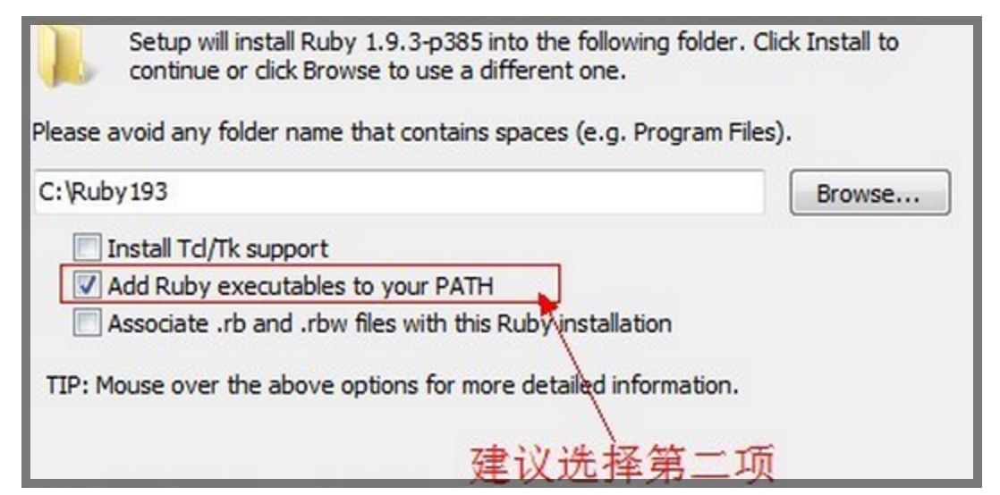 Setup will install Ruby 1.9.3-p385 into the following folder. Click Install to
continue or click Browse to use a different one.
Please avoid any folder name that contains spaces (e.g. Program Files).
C:\Ruby193
Browse...
Install Tcl/Tk support
Add Ruby executables to your PATH
Associate .rb and .rbw files with this Ruby installation
TIP: Mouse over the above options for more detailed information.
建议选择第二项